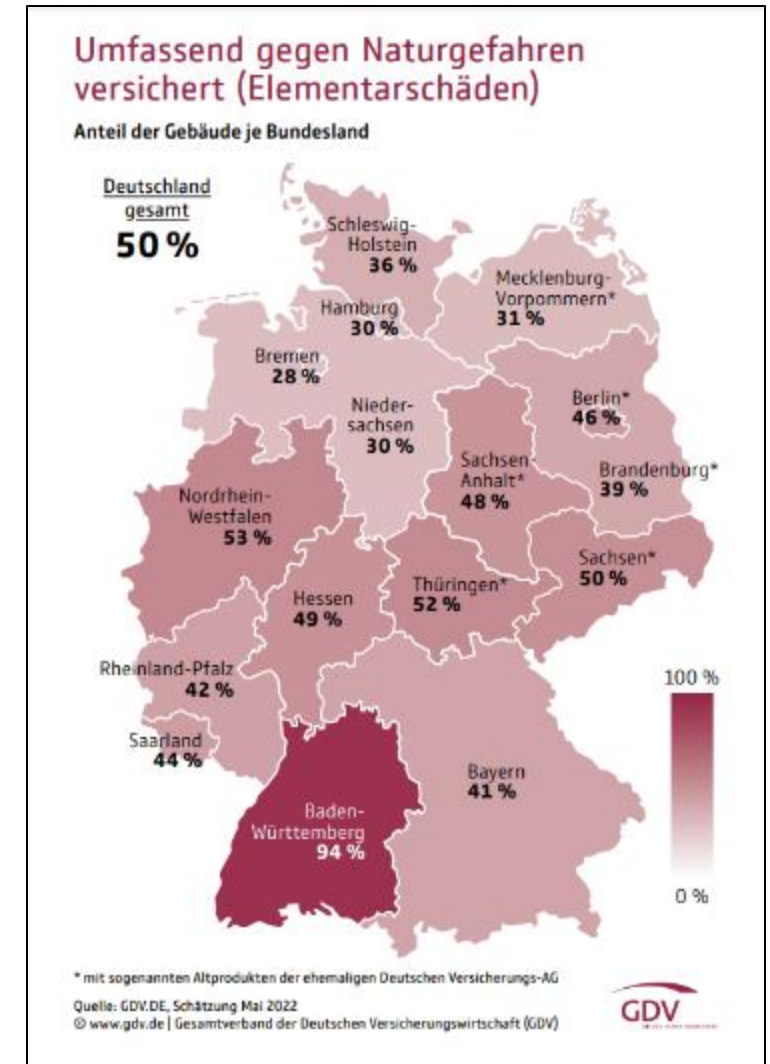 Umfassend gegen Naturgefahren
versichert (Elementarschäden)
Anteil der Gebäude je Bundesland
Deutschland
gesamt
50 %
Schleswig-
Holstein
36 %
Mecklenburg-
Vorpommern*
31 %
Hamburg
30 %
Bremen
28 %
Nieder-
sachsen
30 %
Berlin*
46 %
Brandenburg*
39 %
Sachsen-
Anhalt*
48 %
Nordrhein-
Westfalen
53 %
Sachsen*
50 %
Thüringen*
52 %
Hessen
49 %
Rheinland-Pfalz
42 %
Saarland
44 %
Bayern
41 %
Baden-
Württemberg
94 %
100 %
0 %
* mit sogenannten Altprodukten der ehemaligen Deutschen Versicherungs-AG
Quelle: GDV.DE, Schätzung Mai 2022
© www.gdv.de | Gesamtverband der Deutschen Versicherungswirtschaft (GDV)
GDV